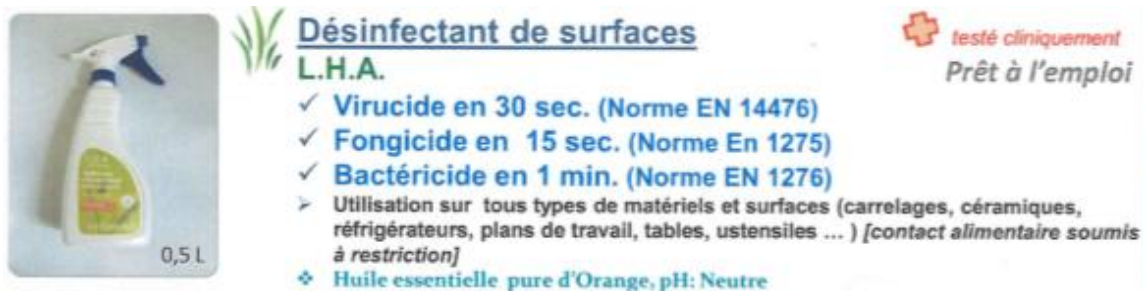 Désinfectant de surfaces
testé cliniquement
L.H.A.
Prêt à l'emploi
✓ Virucide en 30 sec. (Norme EN 14476)
✓ Fongicide en 15 sec. (Norme En 1275)
✓ Bactéricide en 1 min. (Norme EN 1276)
➢ Utilisation sur tous types de matériels et surfaces (carrelages, céramiques,
réfrigérateurs, plans de travail, tables, ustensiles ... ) [contact alimentaire soumis
à restriction]
❖ Huile essentielle pure d'Orange, pH: Neutre
0,5 L